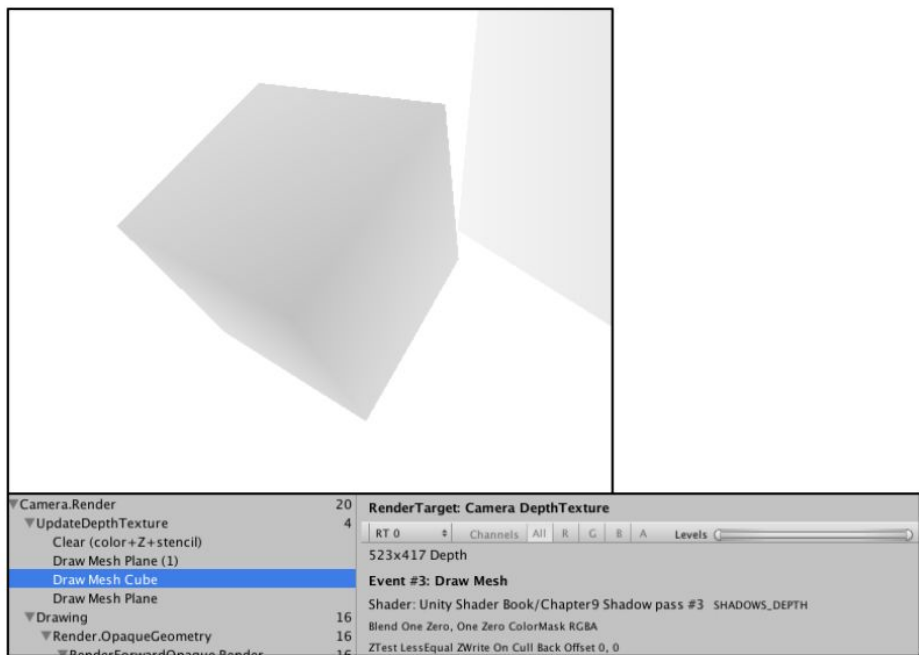 Camera.Render 20
UpdateDepthTexture 4
Clear (color+Z+stencil)
Draw Mesh Plane (1)
Draw Mesh Cube
Draw Mesh Plane
Drawing 16
Render.OpaqueGeometry 16
RenderForwardOpaque.Render 16
RenderTarget: Camera DepthTexture
RT 0 Channels All R G B A Levels
523x417 Depth
Event #3: Draw Mesh
Shader: Unity Shader Book/Chapter9 Shadow pass #3 SHADOWS_DEPTH
Blend One Zero, One Zero ColorMask RGBA
ZTest LessEqual ZWrite On Cull Back Offset 0, 0